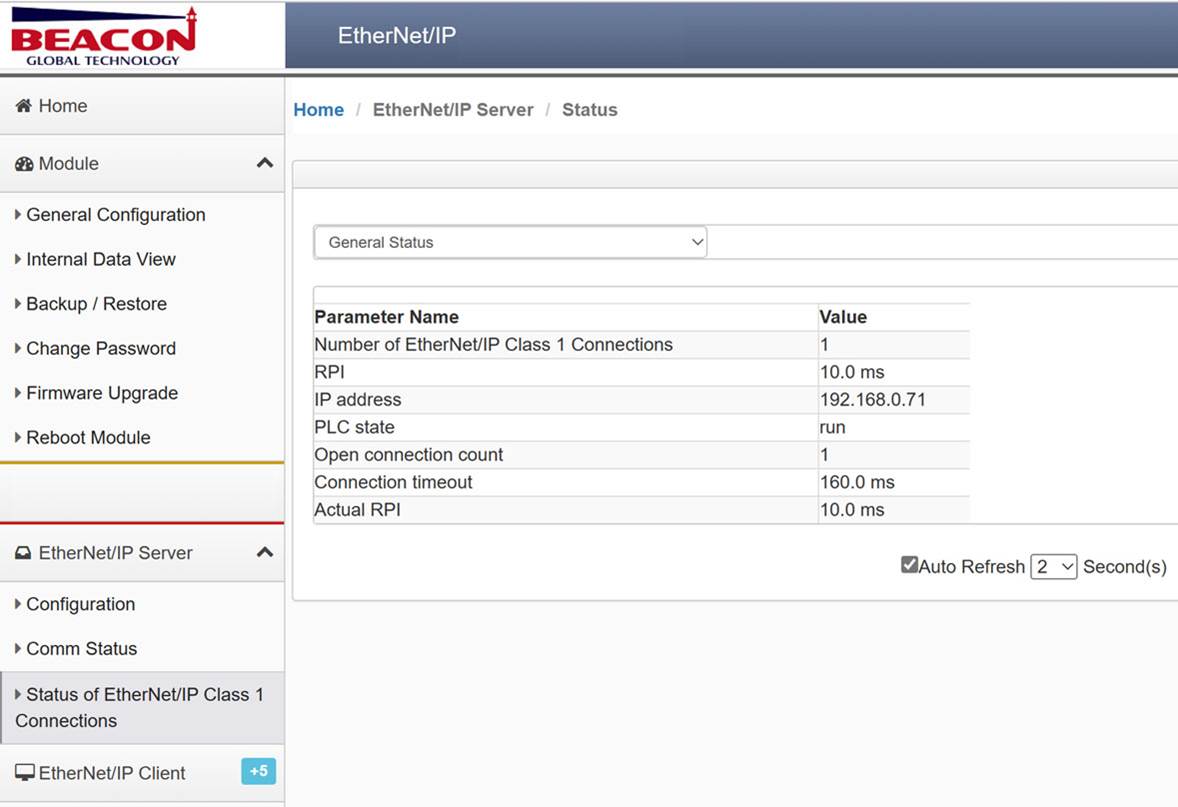 BEACON
GLOBAL TECHNOLOGY
EtherNet/IP
Home
Module
General Configuration
Internal Data View
Backup / Restore
Change Password
Firmware Upgrade
Reboot Module
EtherNet/IP Server
Configuration
Comm Status
Status of EtherNet/IP Class 1
Connections
EtherNet/IP Client +5
Home / EtherNet/IP Server / Status
General Status
Parameter Name Value
Number of EtherNet/IP Class 1 Connections 1
RPI 10.0 ms
IP address 192.168.0.71
PLC state run
Open connection count 1
Connection timeout 160.0 ms
Actual RPI 10.0 ms
Auto Refresh 2 Second(s)